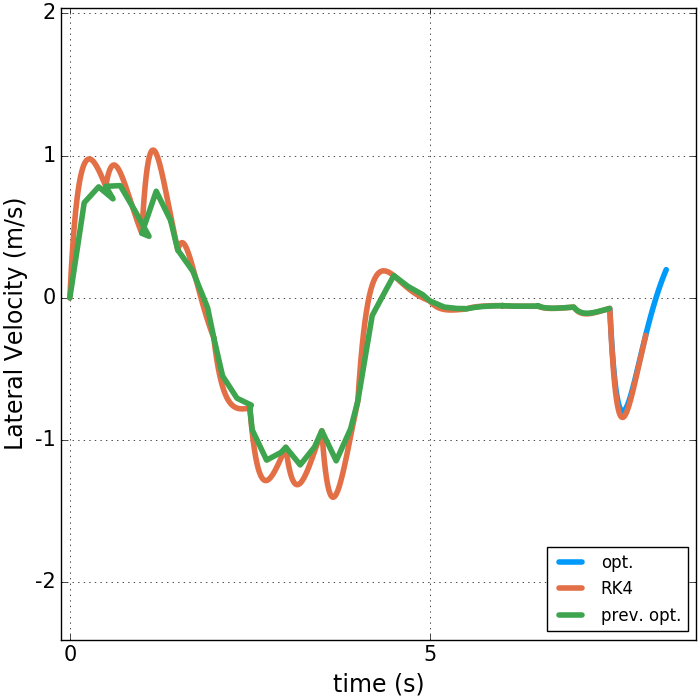 2
1
0
-1
-2
Lateral Velocity (m/s)
0 5
time (s)
opt.
RK4
prev. opt.